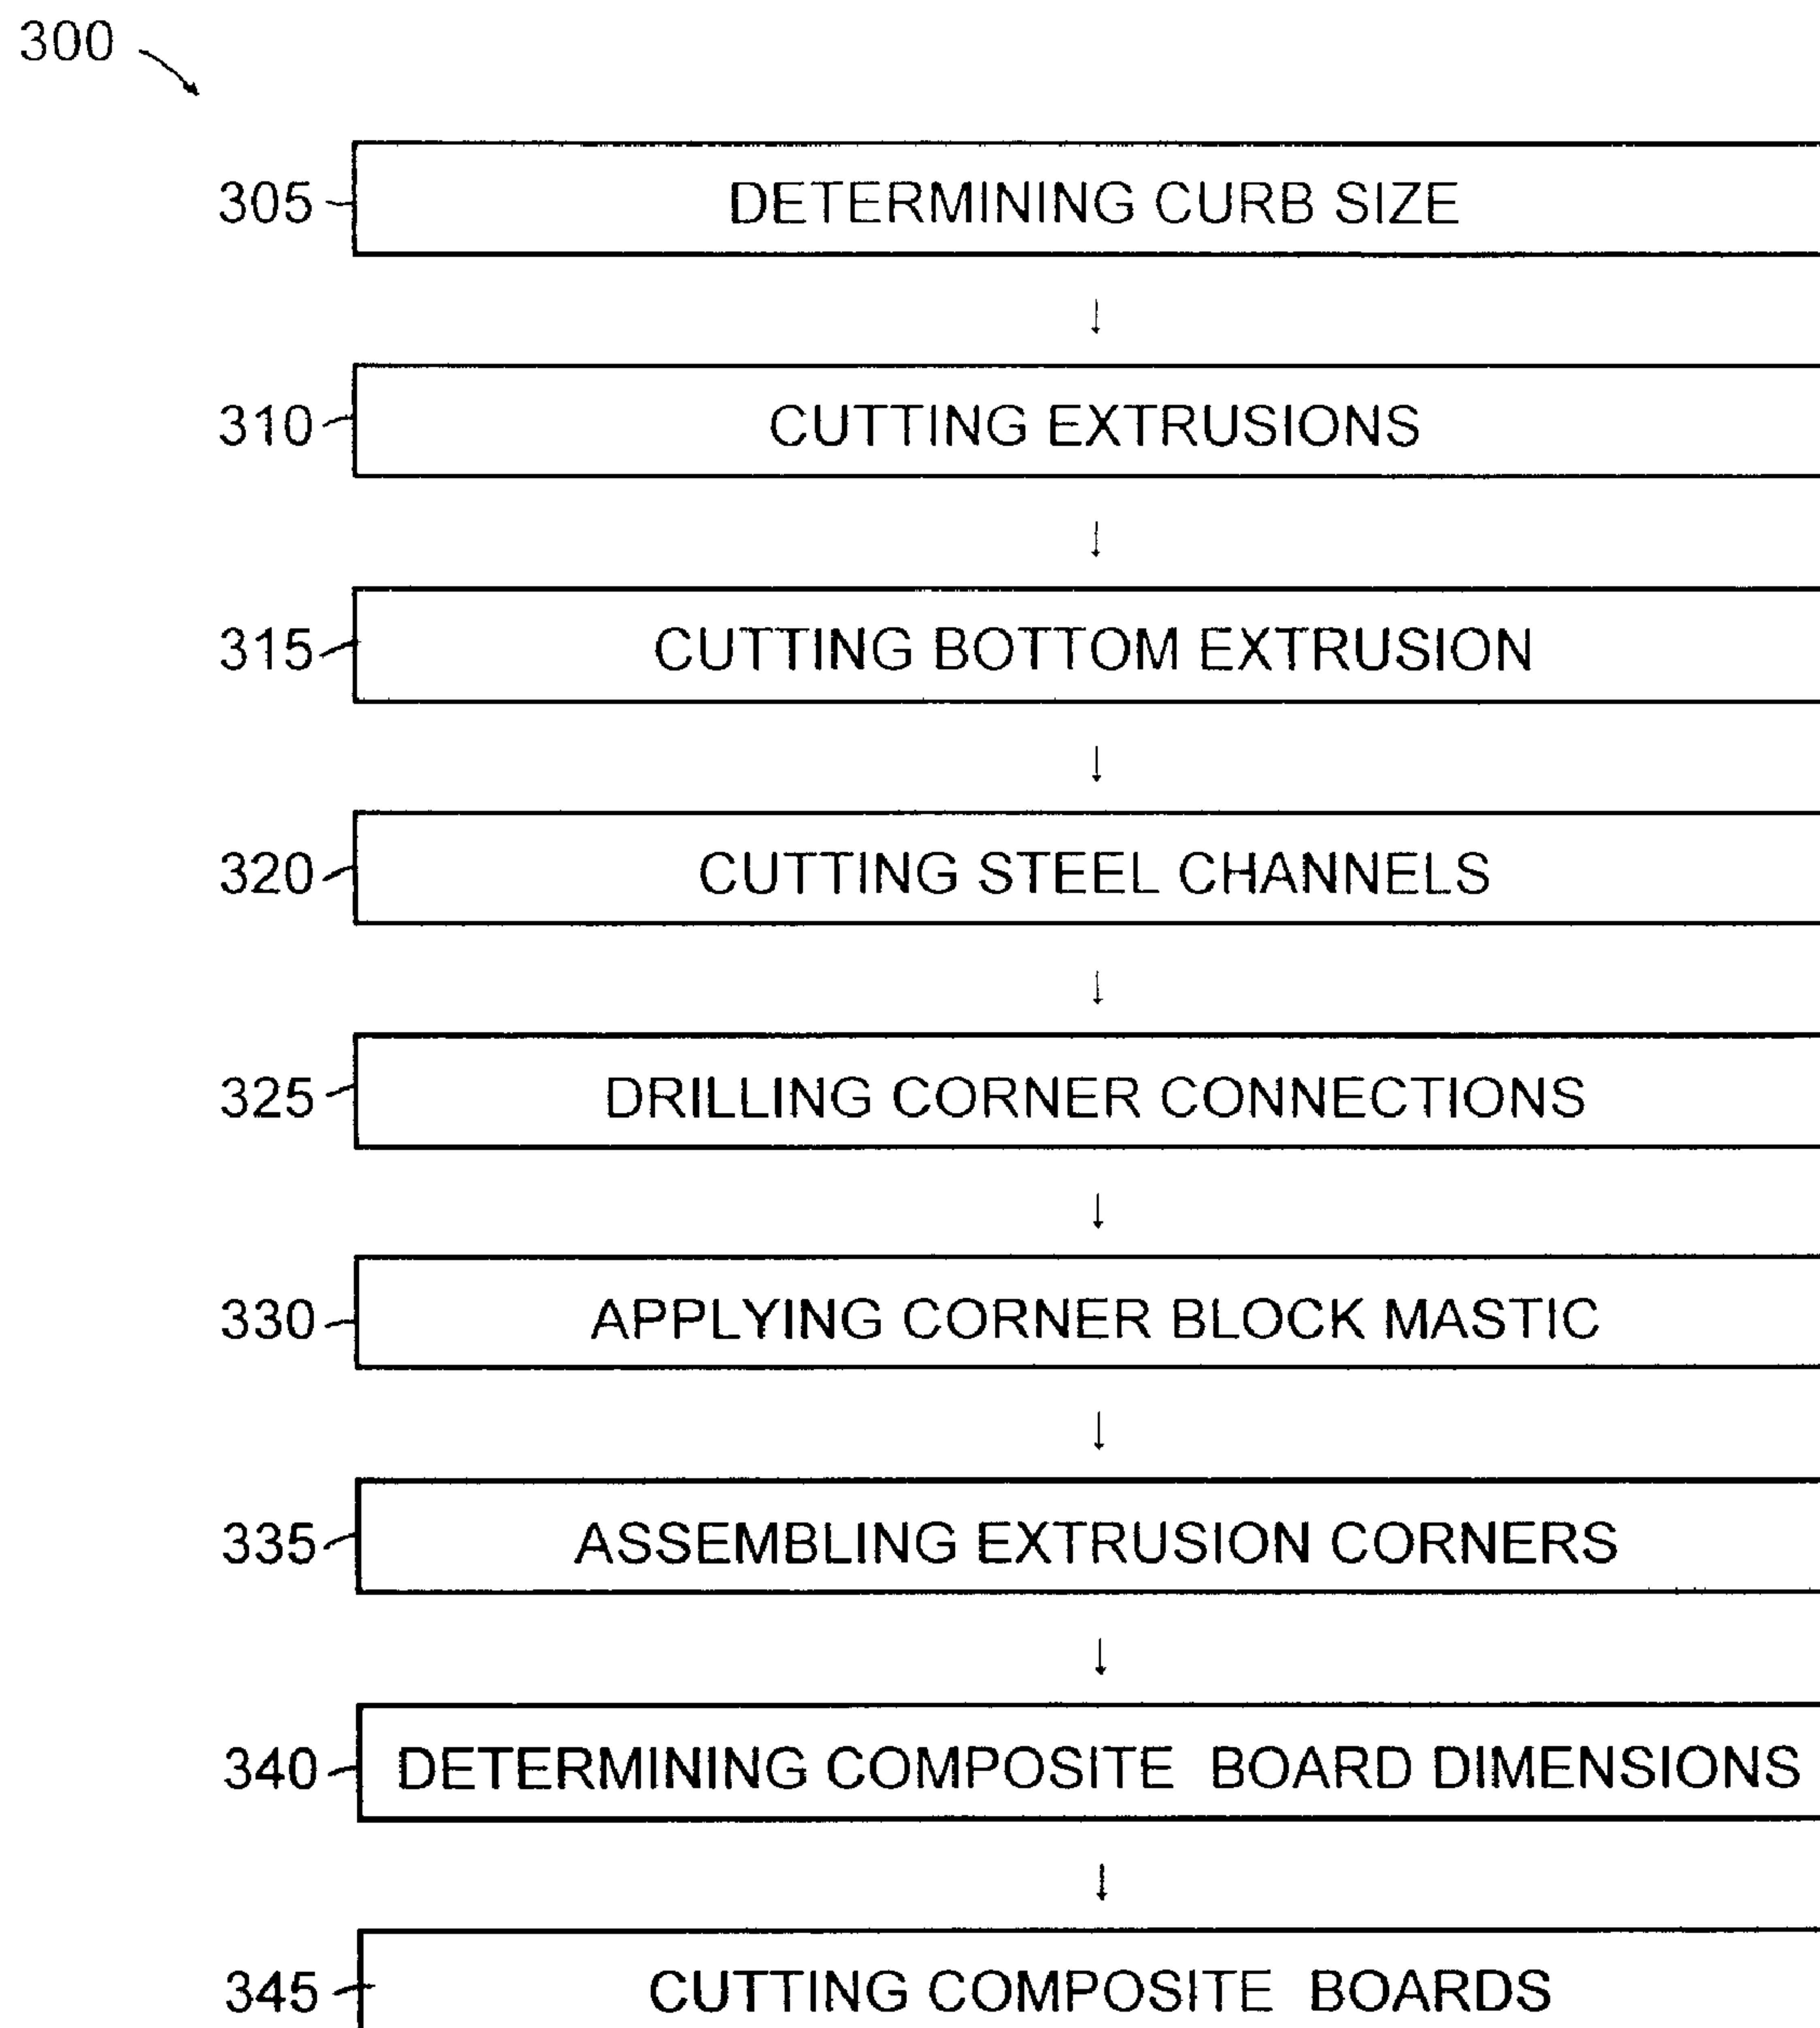 300
305 DETERMINING CURB SIZE
310 CUTTING EXTRUSIONS
315 CUTTING BOTTOM EXTRUSION
320 CUTTING STEEL CHANNELS
325 DRILLING CORNER CONNECTIONS
330 APPLYING CORNER BLOCK MASTIC
335 ASSEMBLING EXTRUSION CORNERS
340 DETERMINING COMPOSITE BOARD DIMENSIONS
345 CUTTING COMPOSITE BOARDS